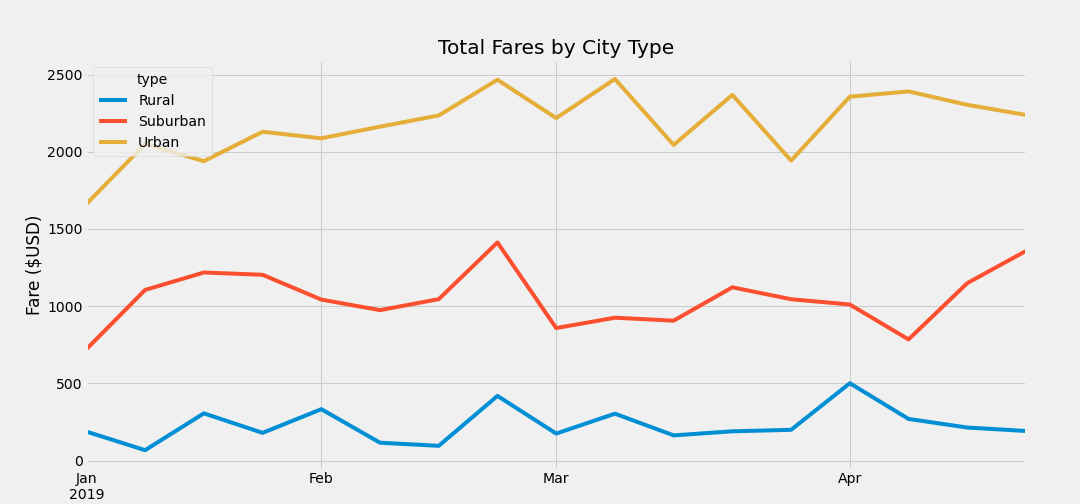 Total Fares by City Type
type
Rural
Suburban
Urban
Fare ($USD)
2500
2000
1500
1000
500
0
Jan
2019
Feb
Mar
Apr